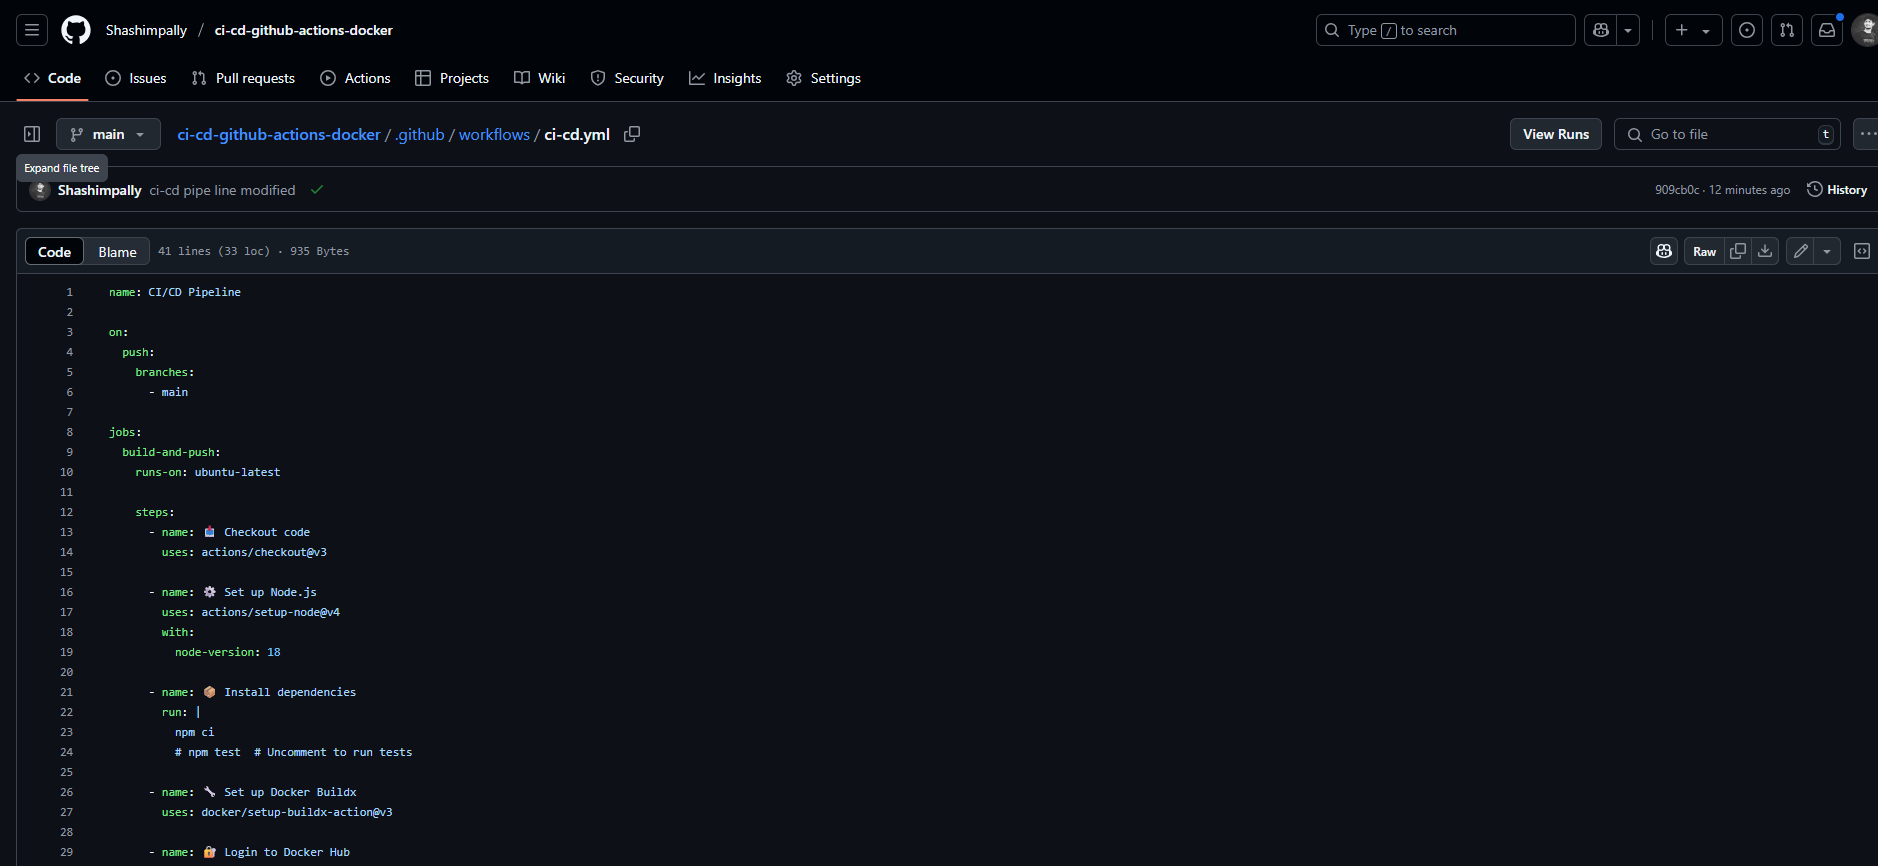 Shashimpally / ci-cd-github-actions-docker
Type / to search
Code Issues Pull requests Actions Projects Wiki Security Insights Settings
main ci-cd-github-actions-docker / .github / workflows / ci-cd.yml
View Runs Go to file t
Expand file tree
Shashimpally ci-cd pipe line modified
909cb0c · 12 minutes ago History
Code Blame 41 lines (33 loc) · 935 Bytes
Raw
1 name: CI/CD Pipeline
2
3 on:
4 push:
5 branches:
6 - main
7
8 jobs:
9 build-and-push:
10 runs-on: ubuntu-latest
11
12 steps:
13 - name: 📥 Checkout code
14 uses: actions/checkout@v3
15
16 - name: ⚙️ Set up Node.js
17 uses: actions/setup-node@v4
18 with:
19 node-version: 18
20
21 - name: 📦 Install dependencies
22 run: |
23 npm ci
24 # npm test  # Uncomment to run tests
25
26 - name: 🔧 Set up Docker Buildx
27 uses: docker/setup-buildx-action@v3
28
29 - name: 🔐 Login to Docker Hub